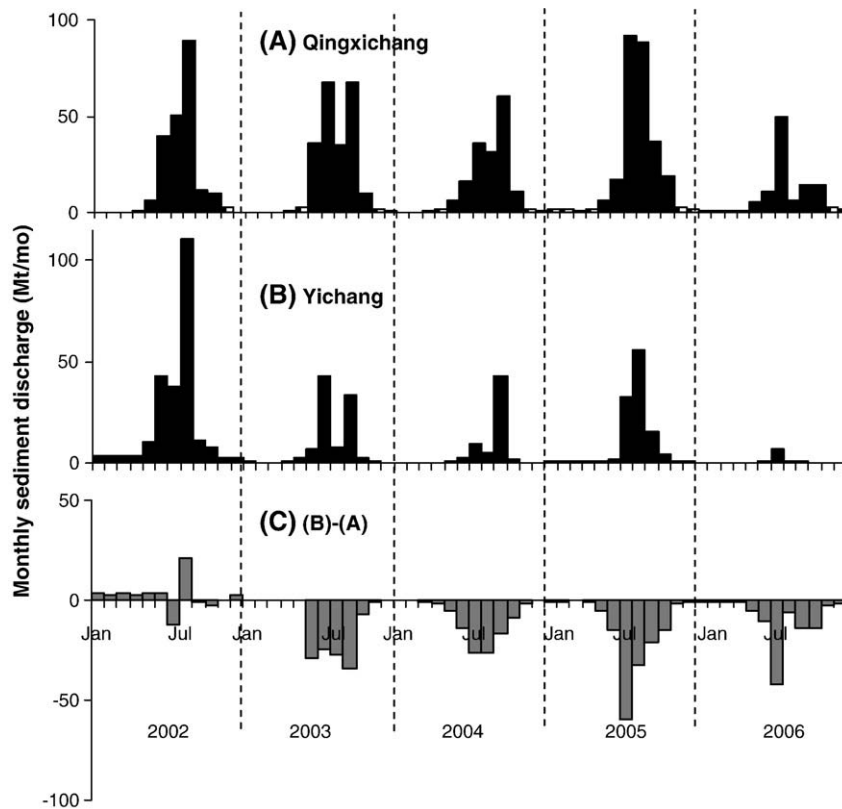 100
(A) Qingxichang
50
0
100
(B) Yichang
50
0
Monthly sediment discharge (Mt/mo)
50
(C) (B)-(A)
0
Jan Jul Jan Jul Jan Jul Jan Jul Jan Jul
-50
2002 2003 2004 2005 2006
-100